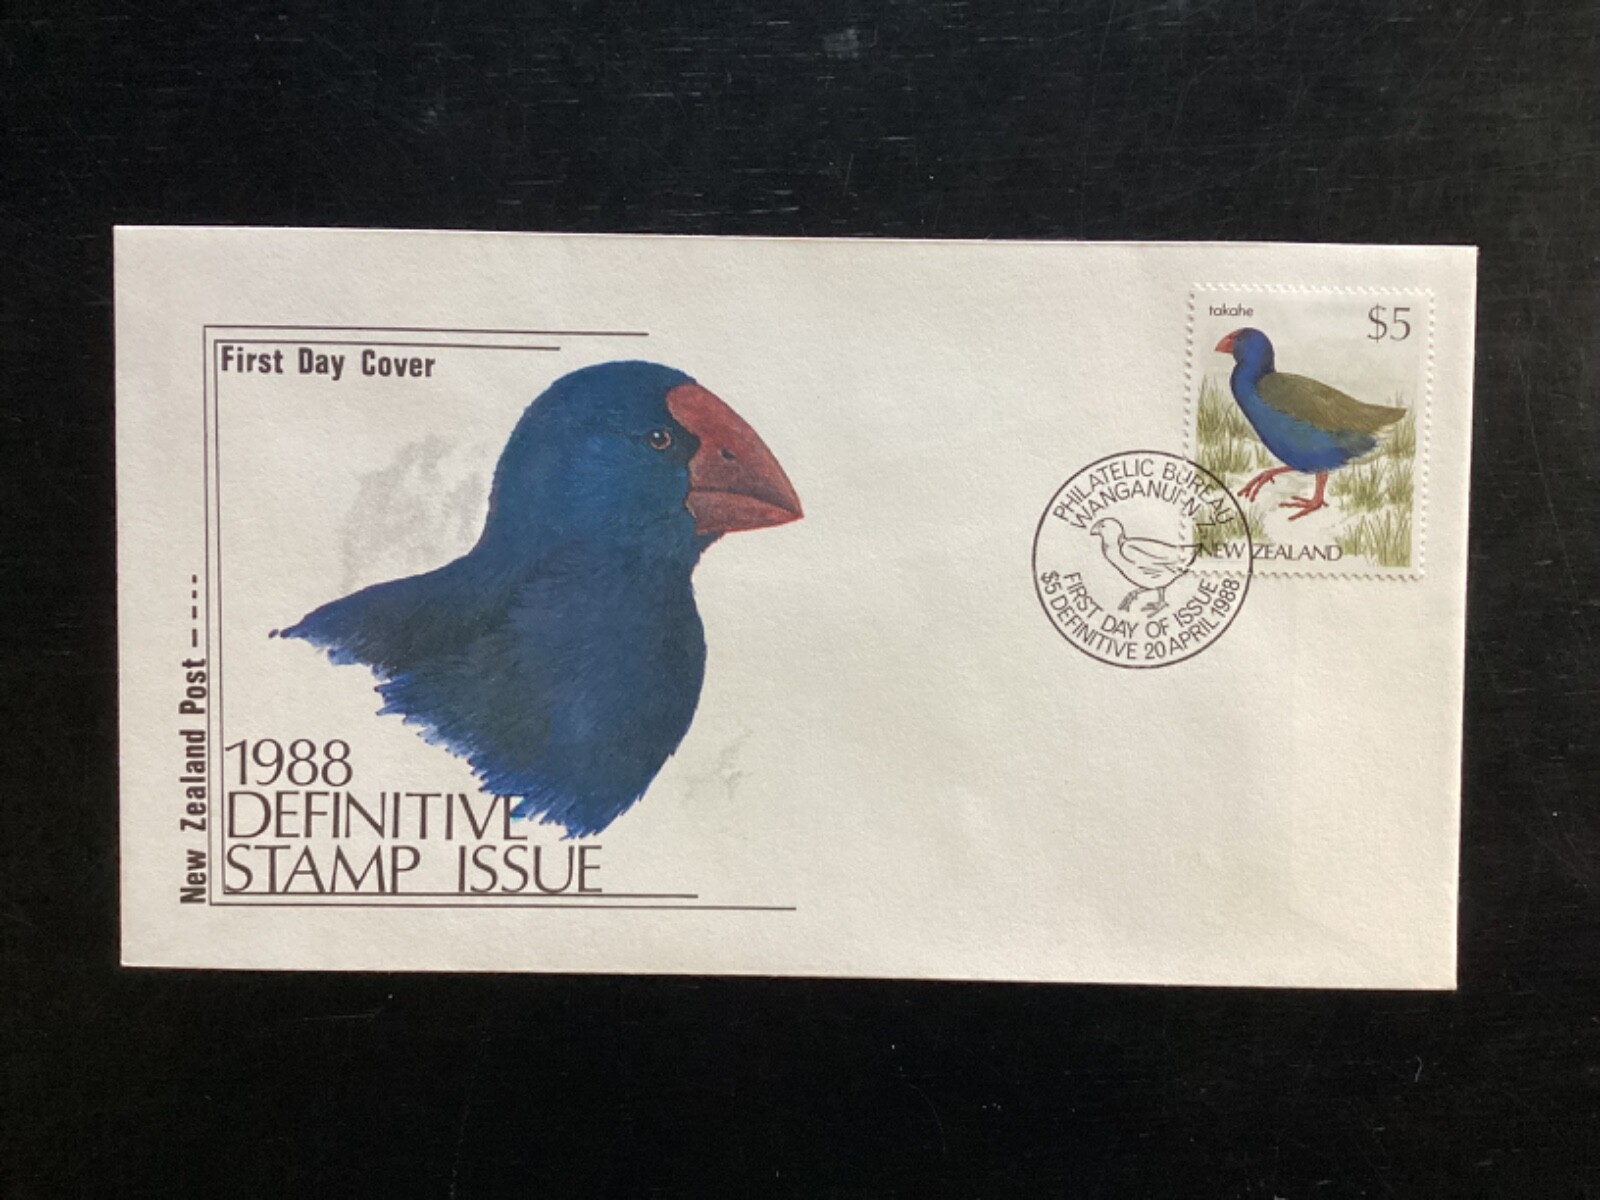 First Day Cover
New Zealand Post
1988
DEFINITIVE
STAMP ISSUE
takahe
$5
NEW ZEALAND
PHILATELIC BUREAU
WANGANUI-N Z
FIRST DAY OF ISSUE
$5 DEFINITIVE 20 APRIL 1988